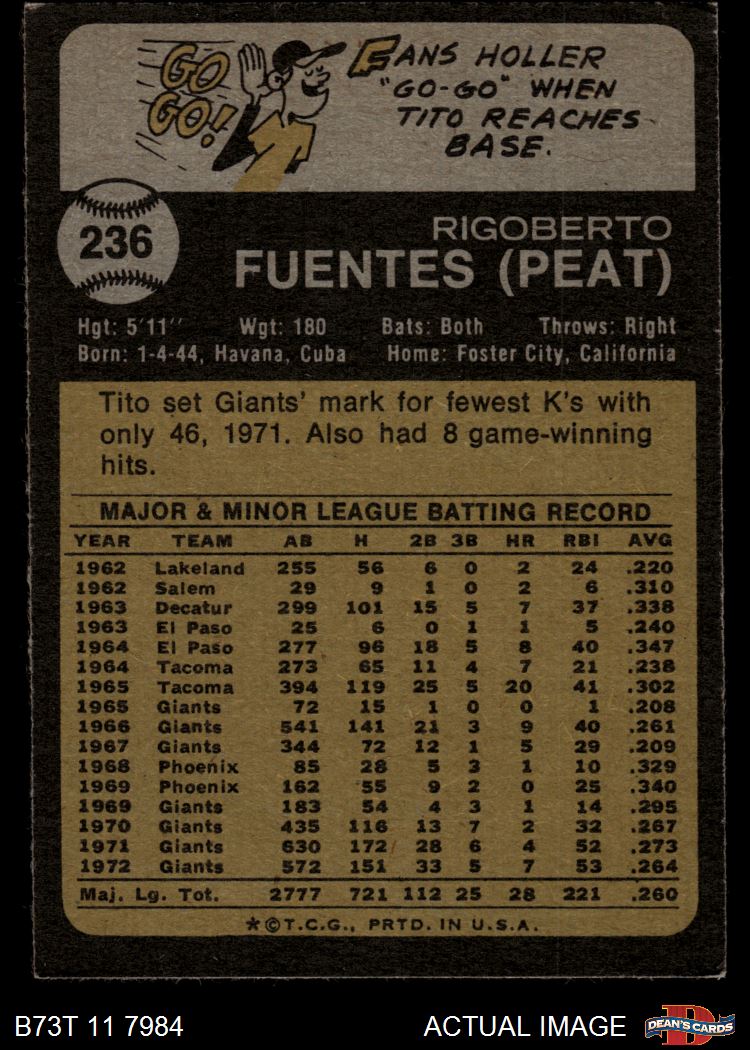 GO
GO!
FANS HOLLER
"GO-GO" WHEN
TITO REACHES
BASE.
236
RIGOBERTO
FUENTES (PEAT)
Hgt: 5'11" Wgt: 180 Bats: Both Throws: Right
Born: 1-4-44, Havana, Cuba Home: Foster City, California
Tito set Giants' mark for fewest K's with
only 46, 1971. Also had 8 game-winning
hits.
MAJOR & MINOR LEAGUE BATTING RECORD
YEAR TEAM AB H 2B 3B HR RBI AVG
1962 Lakeland 255 56 6 0 2 24 .220
1962 Salem 29 9 1 0 2 6 .310
1963 Decatur 299 101 15 5 7 37 .338
1963 El Paso 25 6 0 1 1 5 .240
1964 El Paso 277 96 18 5 8 40 .347
1964 Tacoma 273 65 11 4 7 21 .238
1965 Tacoma 394 119 25 5 20 41 .302
1965 Giants 72 15 1 0 0 1 .208
1966 Giants 541 141 21 3 9 40 .261
1967 Giants 344 72 12 1 5 29 .209
1968 Phoenix 85 28 5 3 1 10 .329
1969 Phoenix 162 55 9 2 0 25 .340
1969 Giants 183 54 4 3 1 14 .295
1970 Giants 435 116 13 7 2 32 .267
1971 Giants 630 172 28 6 4 52 .273
1972 Giants 572 151 33 5 7 53 .264
Maj. Lg. Tot. 2777 721 112 25 28 221 .260
*©T.C.G., PRTD. IN U.S.A.
B73T 11 7984 ACTUAL IMAGE
D
DEAN'S CARDS